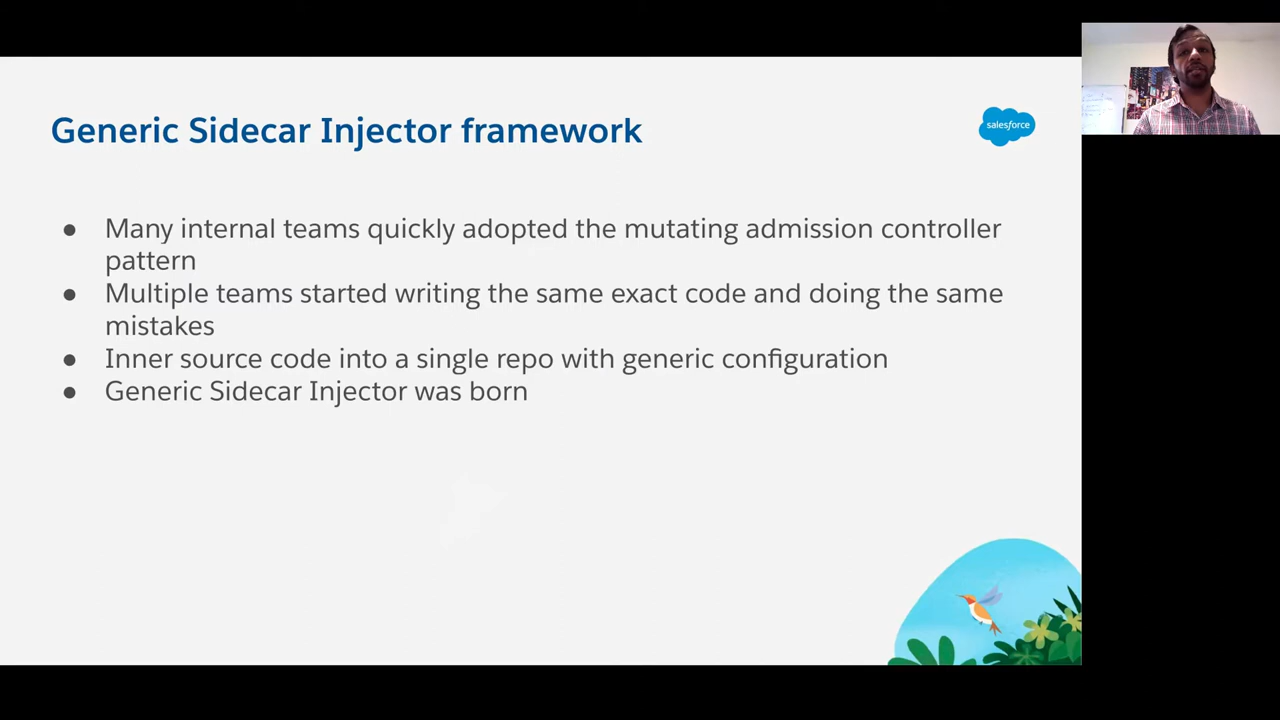 Generic Sidecar Injector framework
salesforce
● Many internal teams quickly adopted the mutating admission controller
pattern
● Multiple teams started writing the same exact code and doing the same
mistakes
● Inner source code into a single repo with generic configuration
● Generic Sidecar Injector was born